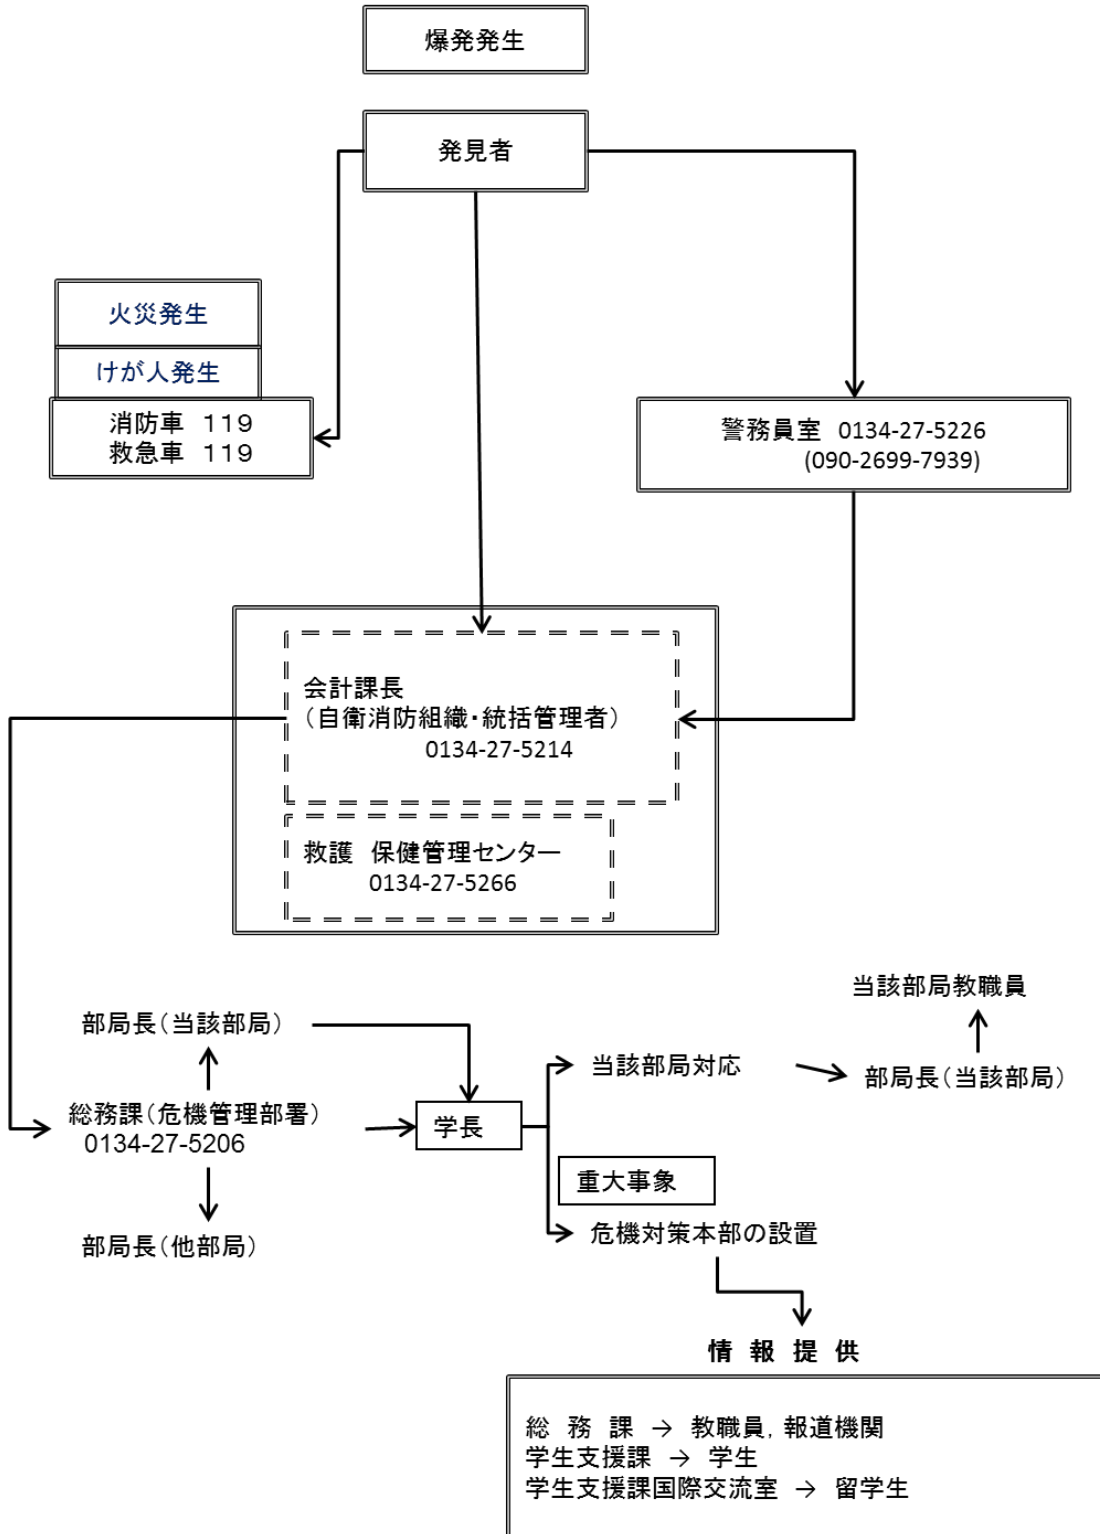 爆発発生
発見者
火災発生
けが人発生
消防車　１１９
救急車　１１９
警務員室　0134-27-5226
(090-2699-7939)
会計課長
（自衛消防組織・統括管理者）
0134-27-5214
救護　保健管理センター
0134-27-5266
当該部局教職員
部局長（当該部局）
当該部局対応
部局長（当該部局）
総務課（危機管理部署）
0134-27-5206
学長
重大事象
危機対策本部の設置
部局長（他部局）
情　報　提　供
総　務　課　→　教職員，報道機関
学生支援課　→　学生
学生支援課国際交流室　→　留学生